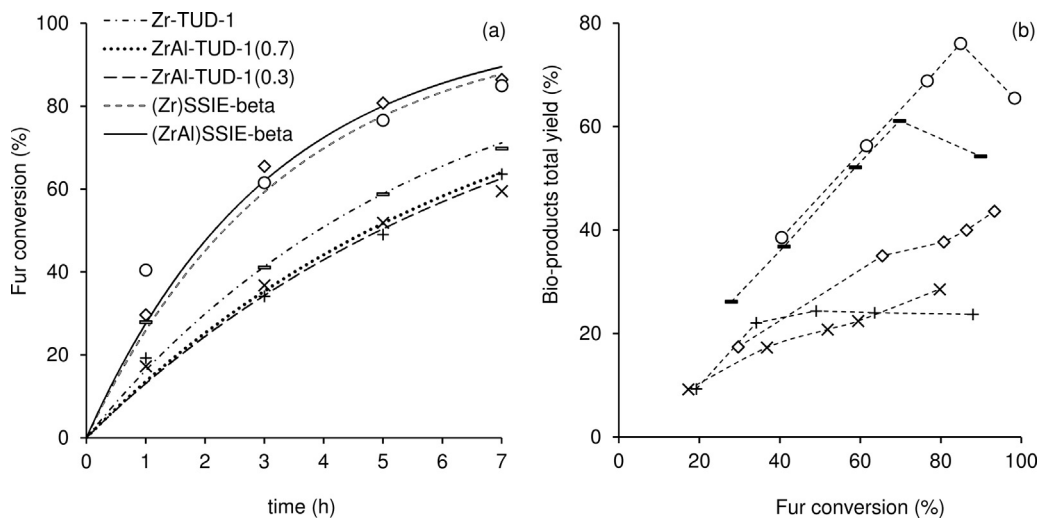 Zr-TUD-1
ZrAl-TUD-1(0.7)
ZrAl-TUD-1(0.3)
(Zr)SSIE-beta
(ZrAl)SSIE-beta
(a)
Fur conversion (%)
100
80
60
40
20
0
0 1 2 3 4 5 6 7
time (h)
(b)
Bio-products total yield (%)
80
60
40
20
0
0 20 40 60 80 100
Fur conversion (%)